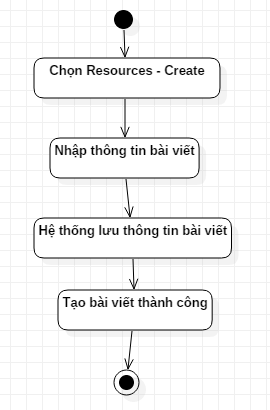 Chọn Resources - Create
Nhập thông tin bài viết
Hệ thống lưu thông tin bài viết
Tạo bài viết thành công